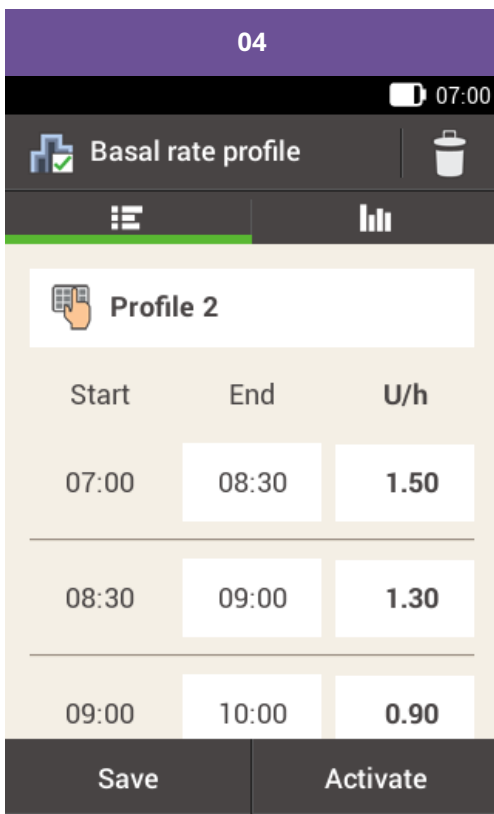 04
07:00
Basal rate profile
Profile 2
Start End U/h
07:00 08:30 1.50
08:30 09:00 1.30
09:00 10:00 0.90
Save Activate